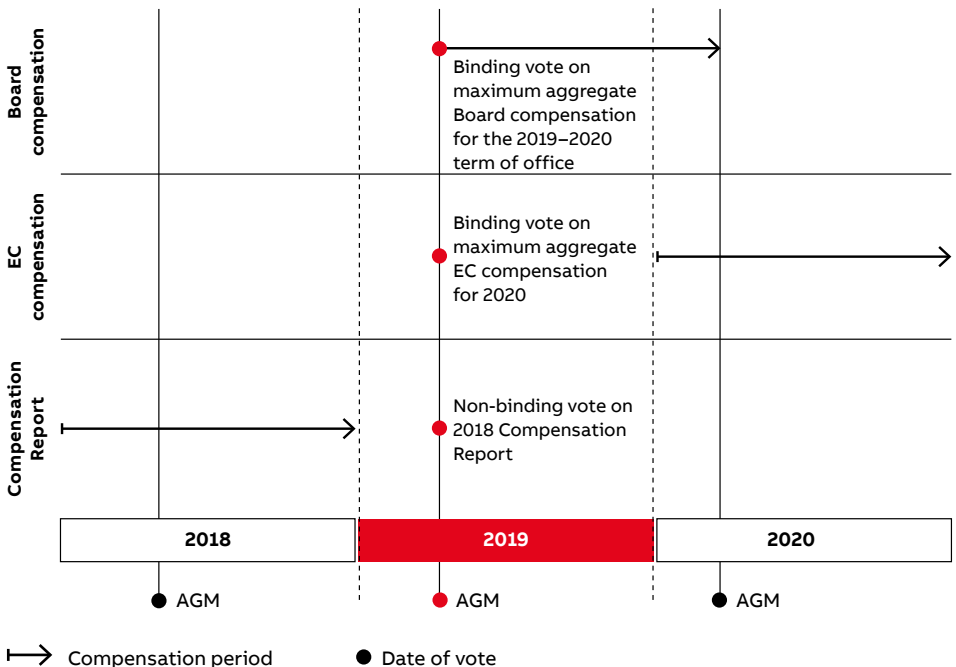 Board
compensation
Binding vote on
maximum aggregate
Board compensation
for the 2019–2020
term of office
EC
compensation
Binding vote on
maximum aggregate
EC compensation
for 2020
Compensation
Report
Non-binding vote on
2018 Compensation
Report
2018
2019
2020
AGM
AGM
AGM
Compensation period
Date of vote